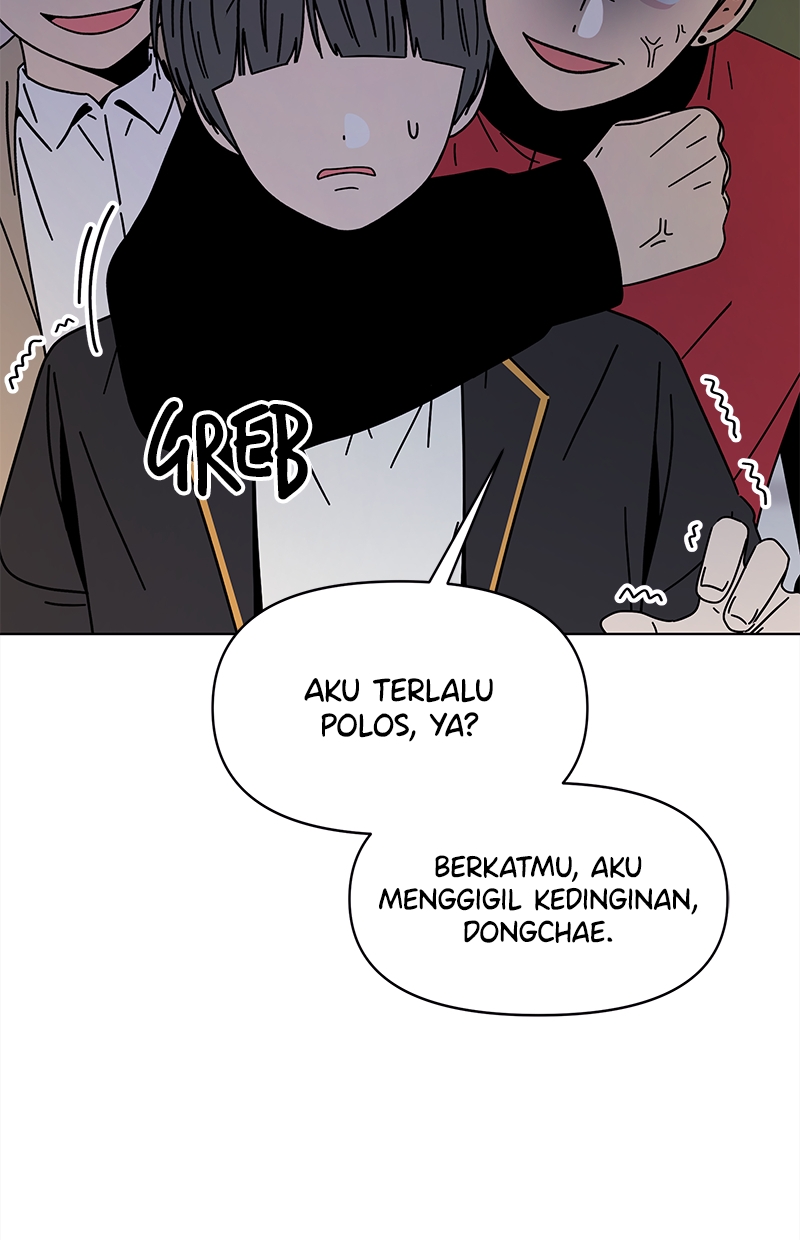 GREB
AKU TERLALU
POLOS, YA?
BERKATMU, AKU
MENGGIGIL KEDINGINAN,
DONGCHAE.